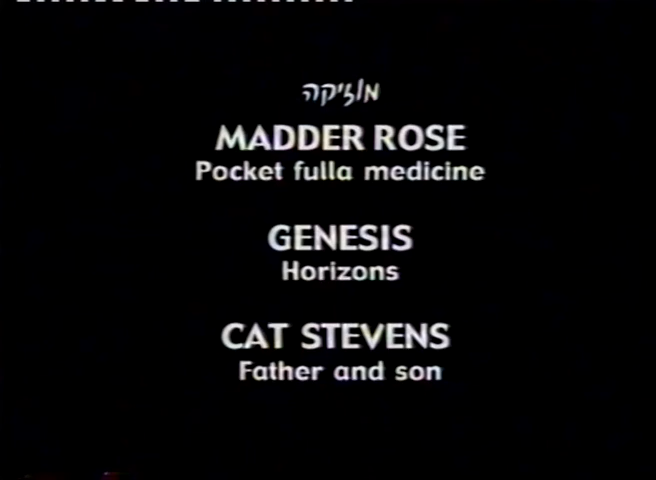 מוזיקה
MADDER ROSE
Pocket fulla medicine
GENESIS
Horizons
CAT STEVENS
Father and son